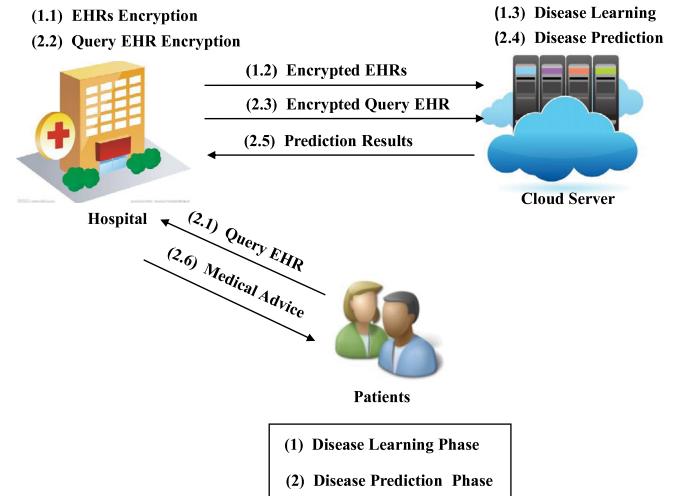 (1.1) EHRs Encryption
(2.2) Query EHR Encryption
(1.3) Disease Learning
(2.4) Disease Prediction
(1.2) Encrypted EHRs
(2.3) Encrypted Query EHR
(2.5) Prediction Results
Cloud Server
Hospital
(2.1) Query EHR
(2.6) Medical Advice
Patients
(1) Disease Learning Phase
(2) Disease Prediction Phase